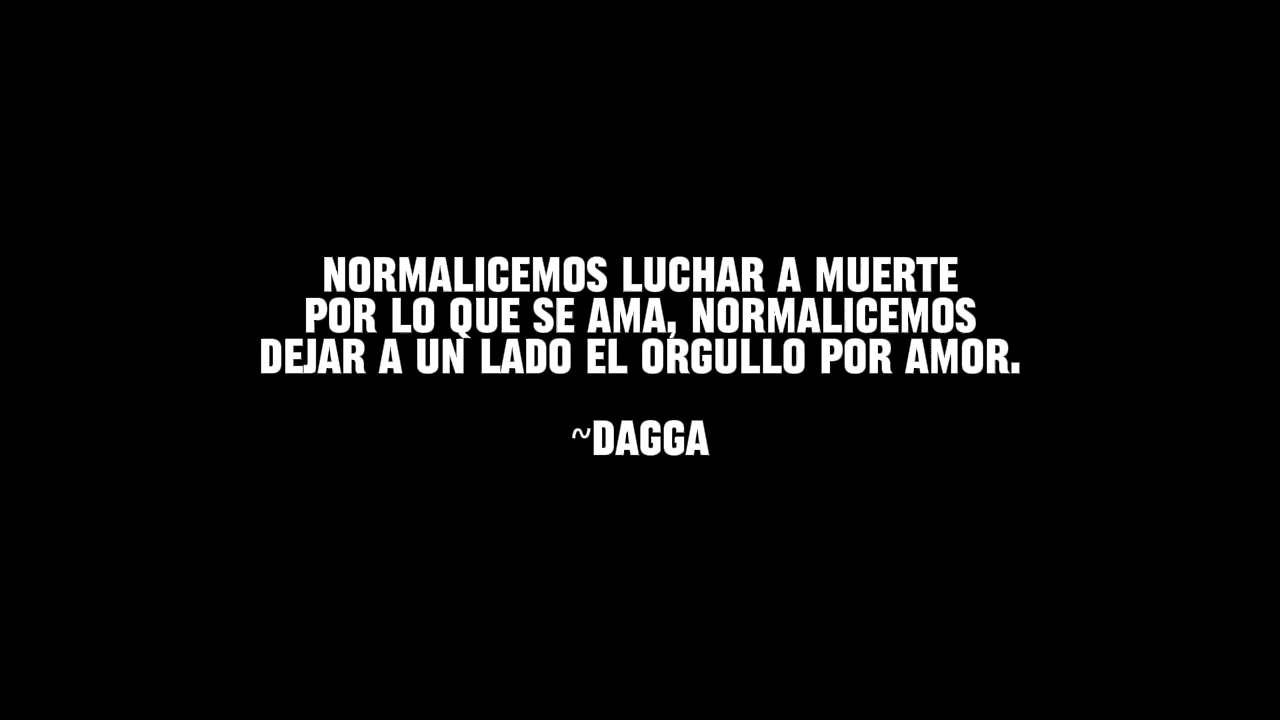 NORMALICEMOS LUCHAR A MUERTE
POR LO QUE SE AMA, NORMALICEMOS
DEJAR A UN LADO EL ORGULLO POR AMOR.
~DAGGA